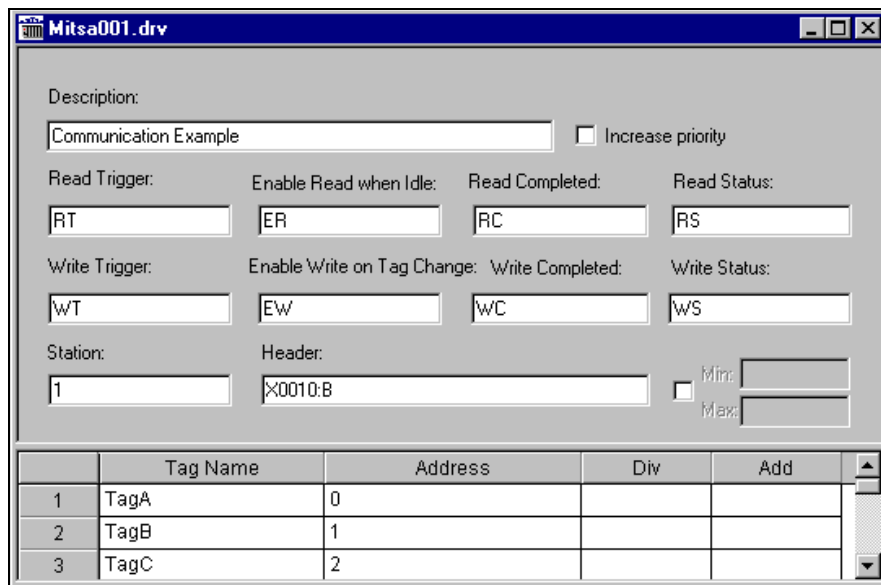 Mitsa001.drv
Description:
Communication Example
Increase priority
Read Trigger: Enable Read when Idle: Read Completed: Read Status:
RT ER RC RS
Write Trigger: Enable Write on Tag Change: Write Completed: Write Status:
WT EW WC WS
Station: Header:
1 X0010:B
Min:
Max:
Tag Name Address Div Add
1 TagA 0
2 TagB 1
3 TagC 2